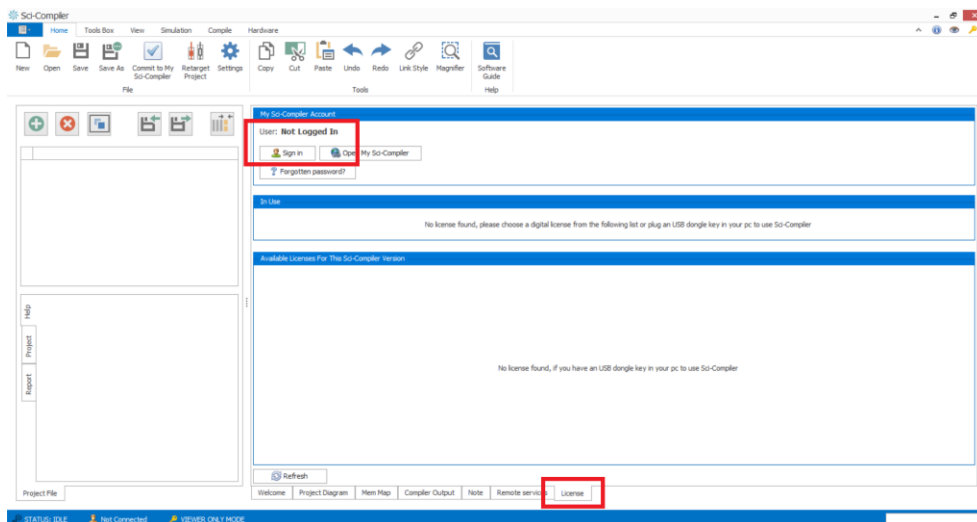 Sci-Compiler
Home Tools Box View Simulation Compile Hardware
New Open Save Save As Commit to My Sci-Compiler Retarget Project Settings Copy Cut Paste Undo Redo Link Style Magnifier Software Guide
File Tools Help
My Sci-Compiler Account
User: Not Logged In
Sign in Open My Sci-Compiler
? Forgotten password?
In Use
No license found, please choose a digital license from the following list or plug an USB dongle key in your pc to use Sci-Compiler
Available Licenses For This Sci-Compiler Version
Help
Project
Report
No license found, if you have an USB dongle key in your pc to use Sci-Compiler
Refresh
Project File
Welcome Project Diagram Mem Map Compiler Output Note Remote services License
STATUS: IDLE Not Connected VIEWER ONLY MODE